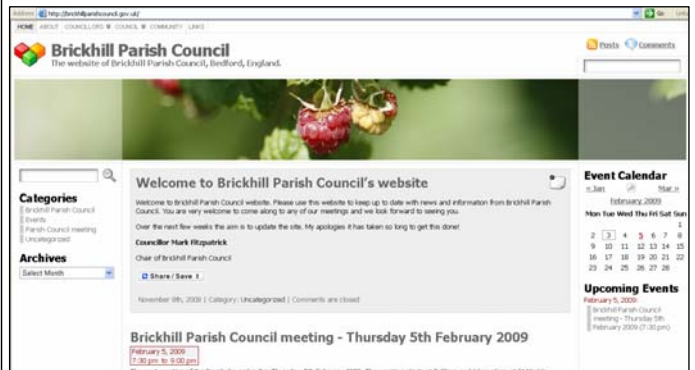 Address http://brickhillparishcouncil.gov.uk/ Go Links
HOME ABOUT COUNCILLORS COUNCIL COMMUNITY LINKS
Brickhill Parish Council
The website of Brickhill Parish Council, Bedford, England.
Posts Comments
Categories
Brickhill Parish Council
Events
Parish Council meeting
Uncategorized
Archives
Select Month
Welcome to Brickhill Parish Council's website
Welcome to Brickhill Parish Council website. Please use this website to keep up to date with news and information from Brickhill Parish
Council. You are very welcome to come along to any of our meetings and we look forward to seeing you.
Over the next few weeks the aim is to update the site. My apologies it has taken so long to get this done!
Councillor Mark Fitzpatrick
Chair of Brickhill Parish Council
Share / Save
November 9th, 2008 | Category: Uncategorized | Comments are closed
Brickhill Parish Council meeting - Thursday 5th February 2009
February 5, 2009
7:30 pm to 9:00 pm
Event Calendar
« Jan Mar »
February 2009
Mon Tue Wed Thu Fri Sat Sun
1
2 3 4 5 6 7 8
9 10 11 12 13 14 15
16 17 18 19 20 21 22
23 24 25 26 27 28
Upcoming Events
February 5, 2009:
Brickhill Parish Council
meeting - Thursday 5th
February 2009 (7:30 pm)